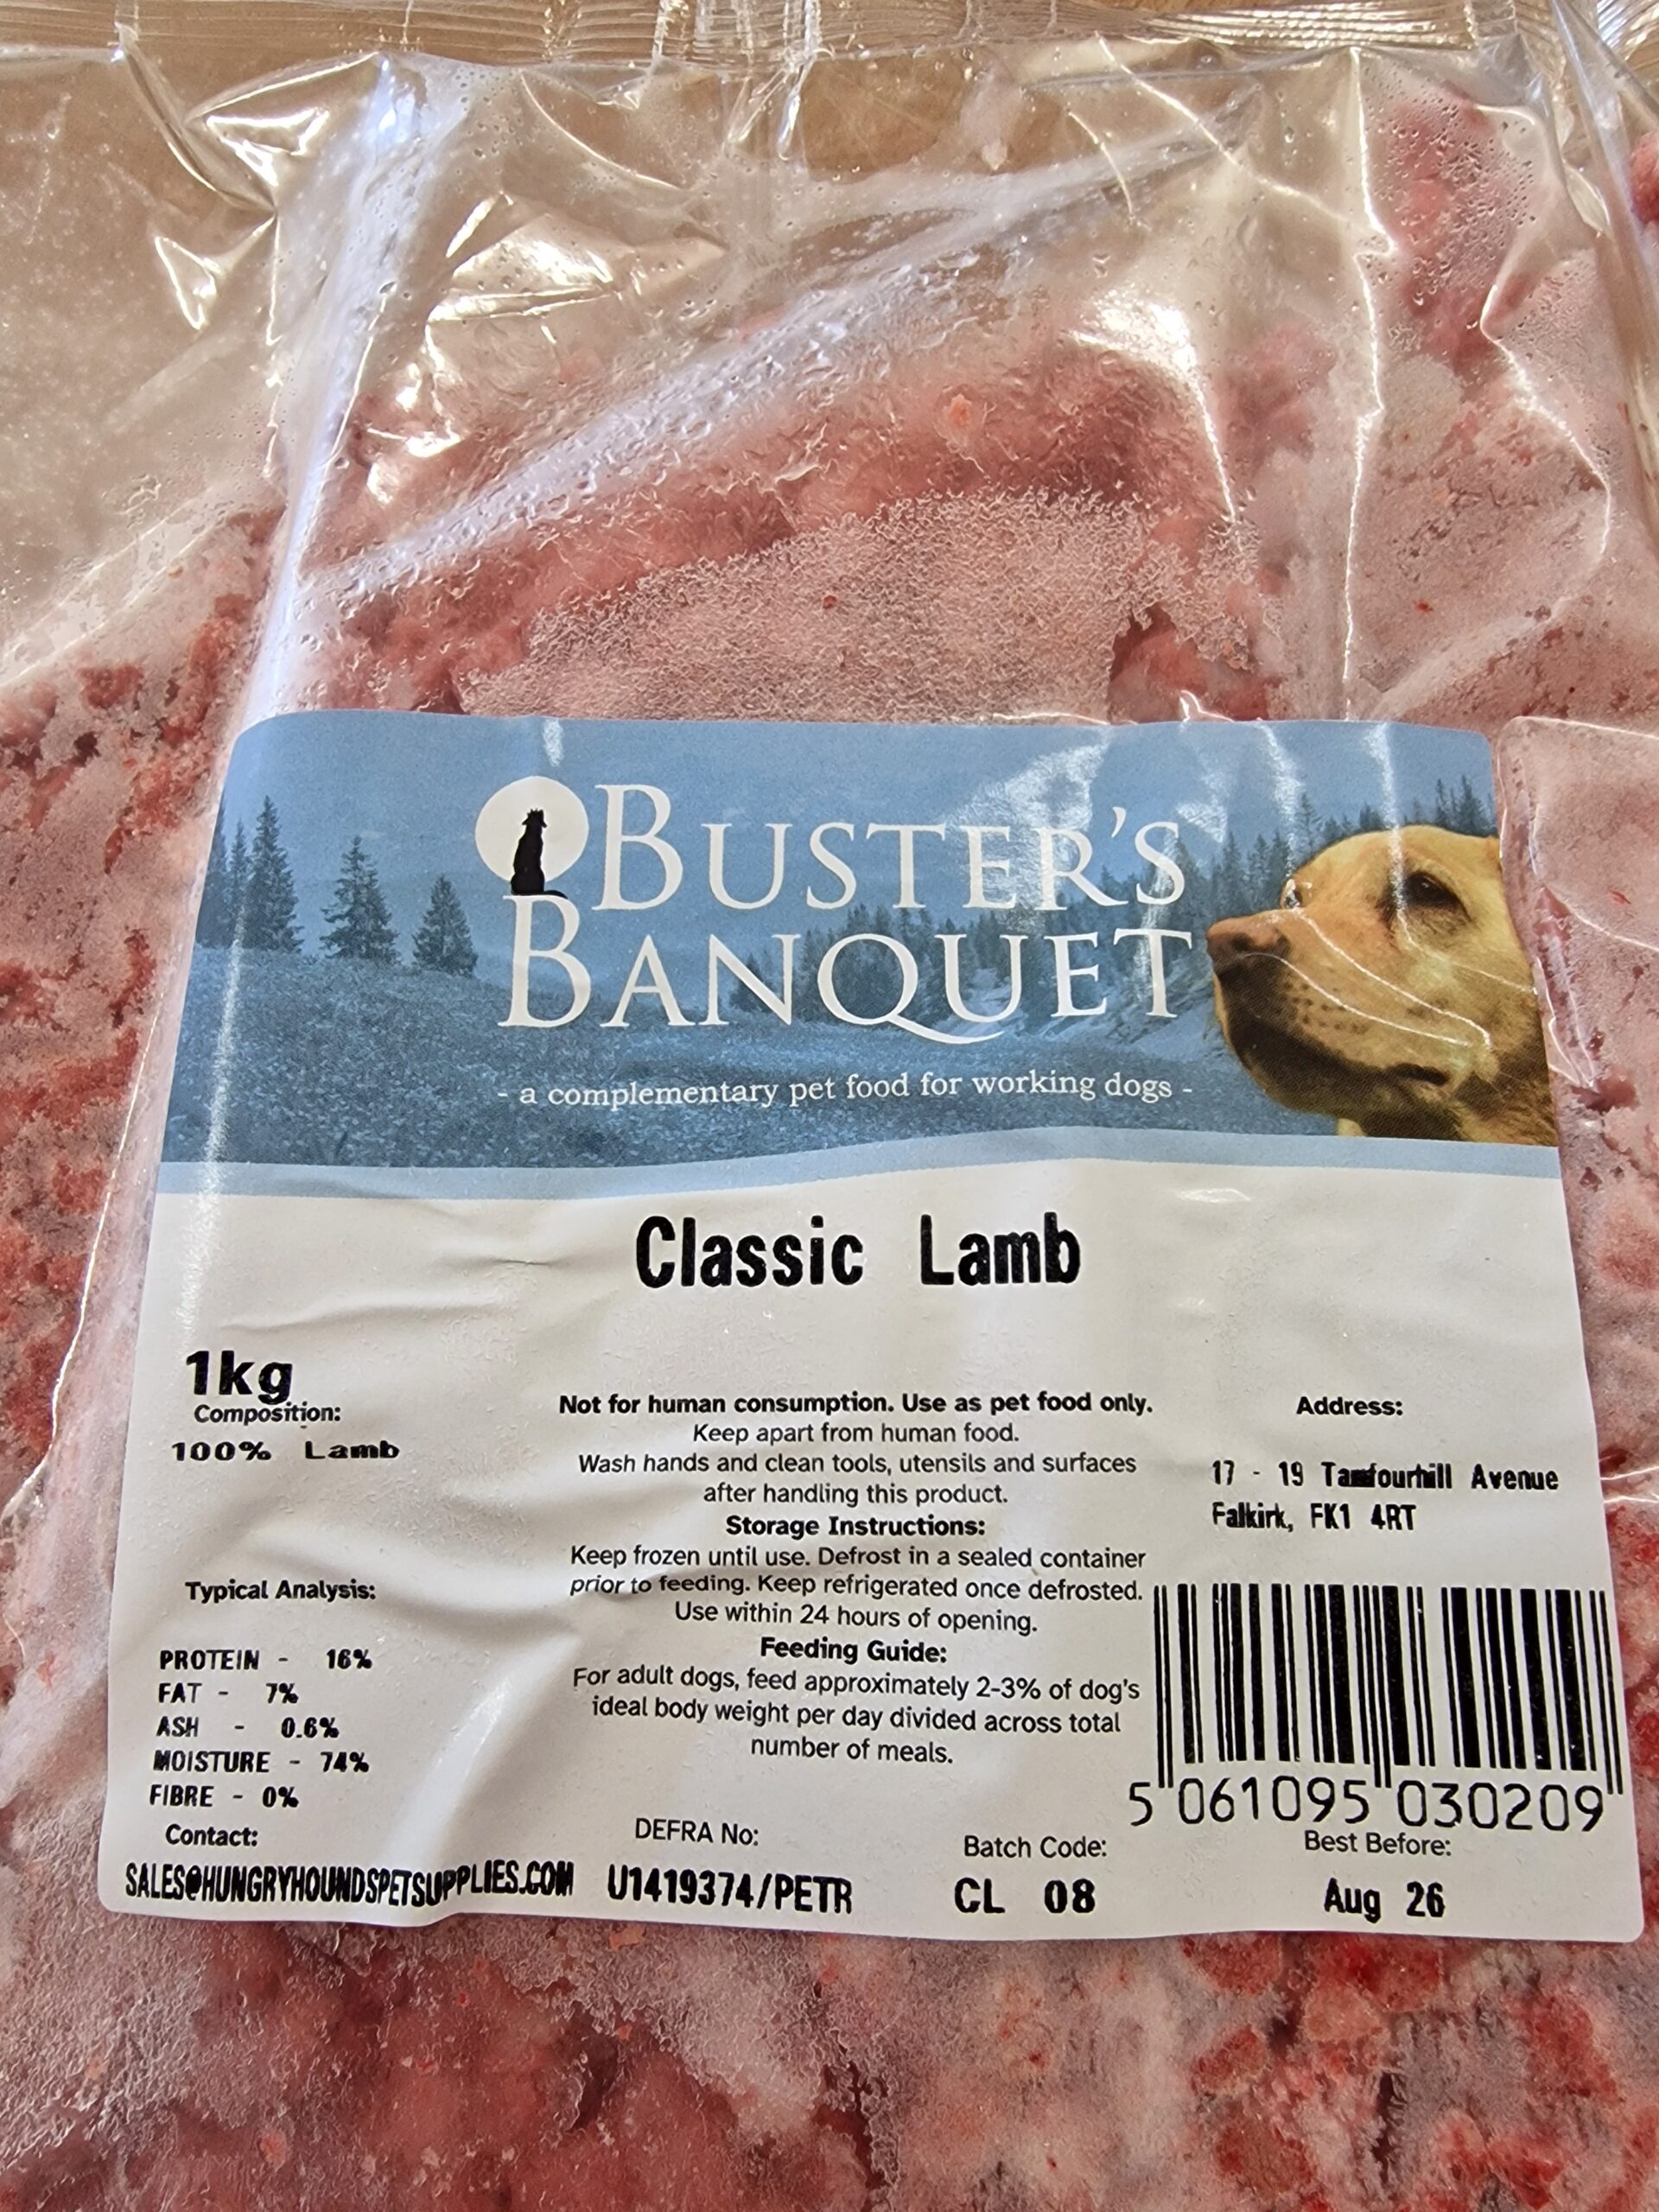 BUSTER'S
BANQUET
- a complementary pet food for working dogs -
Classic Lamb
1kg
Composition:
100% Lamb
Typical Analysis:
PROTEIN - 16%
FAT - 7%
ASH - 0.6%
MOISTURE - 74%
FIBRE - 0%
Contact:
SALES@HUNGRYHOUNDSPETSUPPLIES.COM
Not for human consumption. Use as pet food only.
Keep apart from human food.
Wash hands and clean tools, utensils and surfaces
after handling this product.
Storage Instructions:
Keep frozen until use. Defrost in a sealed container
prior to feeding. Keep refrigerated once defrosted.
Use within 24 hours of opening.
Feeding Guide:
For adult dogs, feed approximately 2-3% of dog's
ideal body weight per day divided across total
number of meals.
DEFRA No:
U1419374/PETR
Batch Code:
CL 08
Address:
17 - 19 Tamfourhill Avenue
Falkirk, FK1 4RT
5 061095 030209
Best Before:
Aug 26